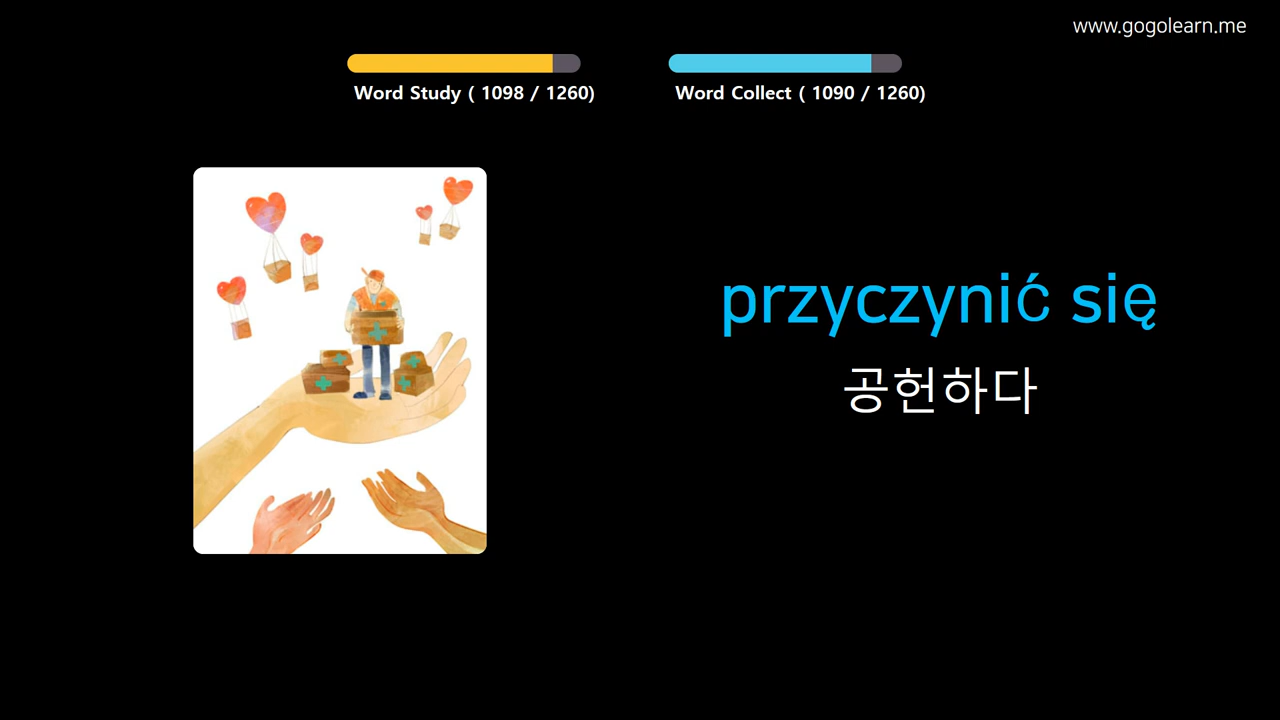 www.gogolearn.me
Word Study ( 1098 / 1260)
Word Collect ( 1090 / 1260)
przyczynić się
공헌하다